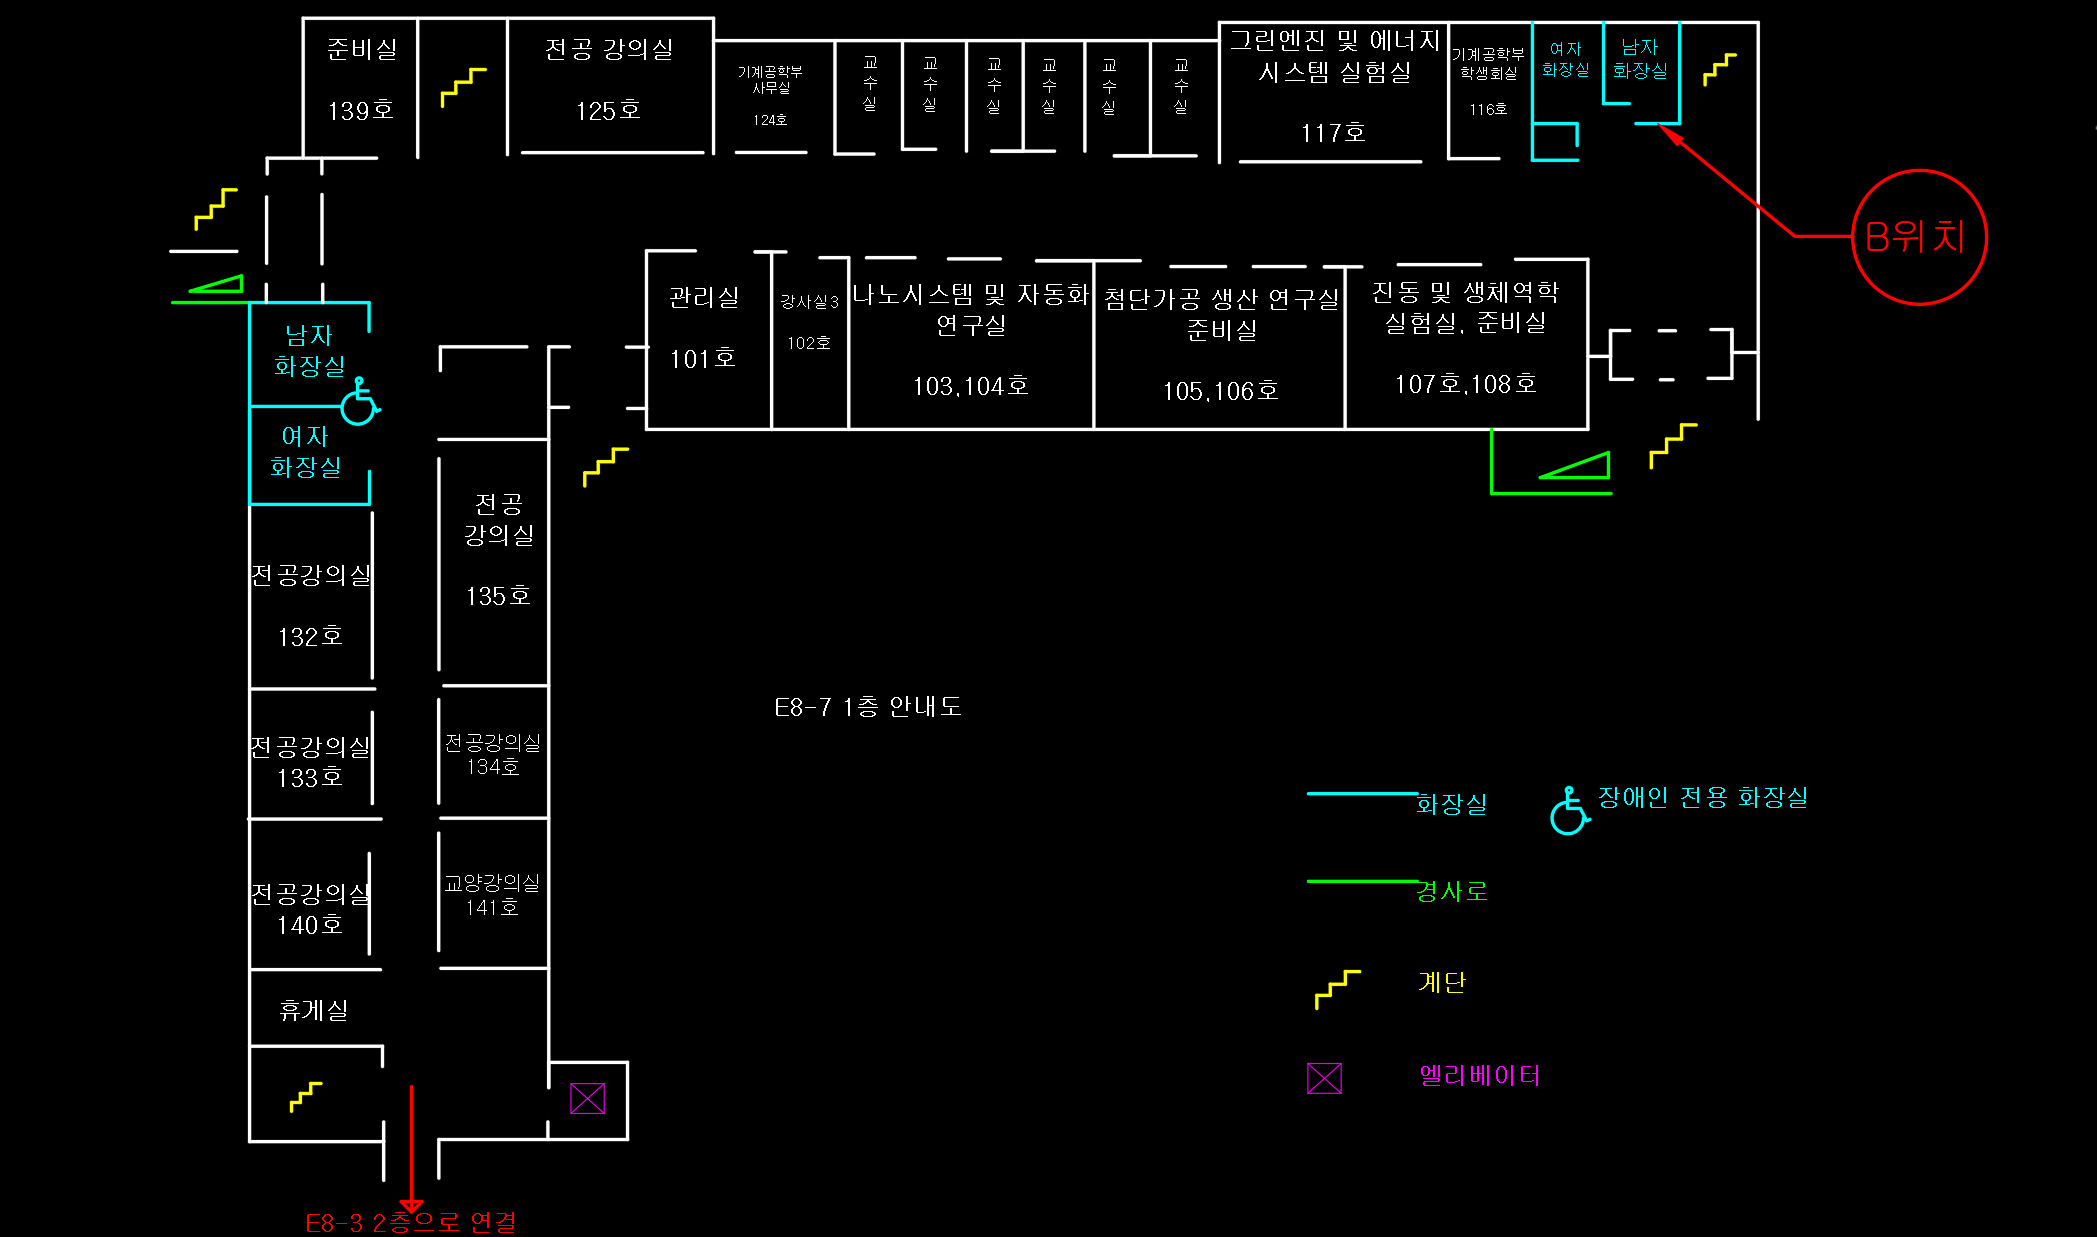 준비실
139호
전공 강의실
125호
기계공학부
사무실
124호
교
수
실
교
수
실
교
수
실
교
수
실
교
수
실
교
수
실
그린엔진 및 에너지
시스템 실험실
117호
기계공학부
학생회실
116호
여자
화장실
남자
화장실
B위치
관리실
101호
강사실3
102호
나노시스템 및 자동화
연구실
103,104호
첨단가공 생산 연구실
준비실
105,106호
진동 및 생체역학
실험실, 준비실
107호,108호
남자
화장실
여자
화장실
전공
강의실
135호
전공강의실
132호
전공강의실
133호
전공강의실
134호
전공강의실
140호
교양강의실
141호
휴게실
E8-3 2층으로 연결
E8-7 1층 안내도
화장실
장애인 전용 화장실
경사로
계단
엘리베이터